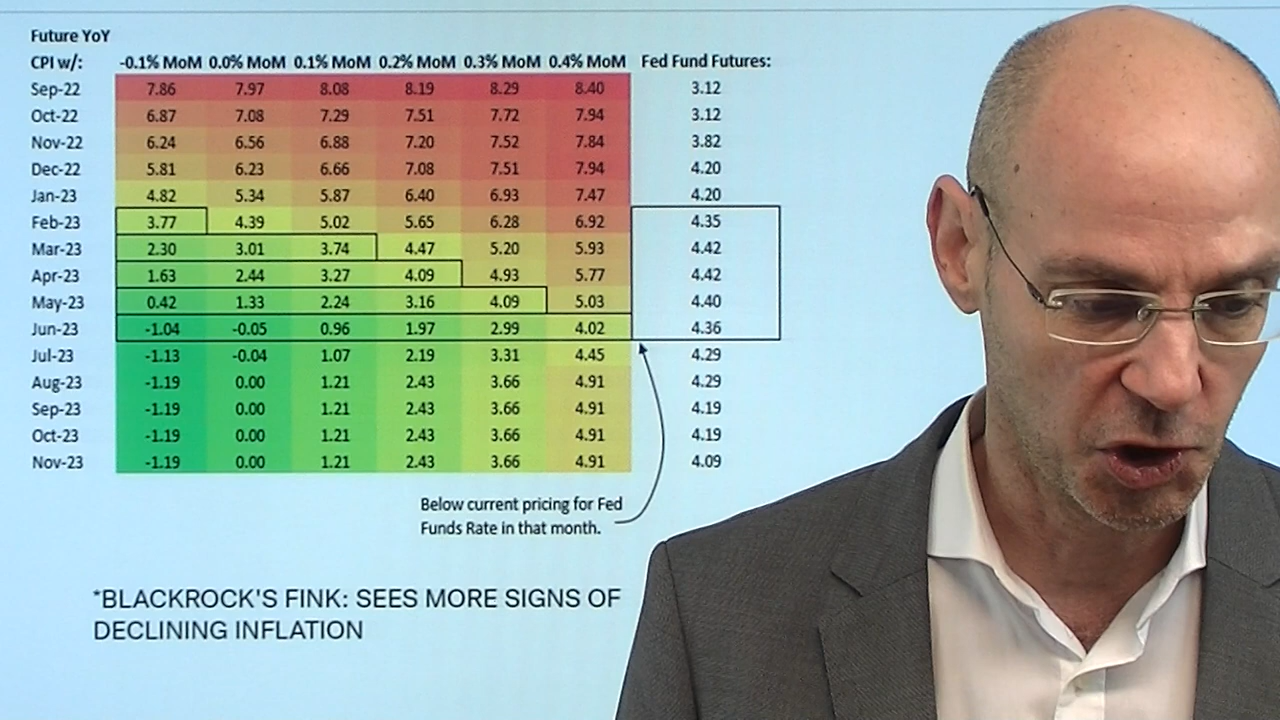 Future YoY
CPI w/: -0.1% MoM 0.0% MoM 0.1% MoM 0.2% MoM 0.3% MoM 0.4% MoM Fed Fund Futures:
Sep-22 7.86 7.97 8.08 8.19 8.29 8.40 3.12
Oct-22 6.87 7.08 7.29 7.51 7.72 7.94 3.12
Nov-22 6.24 6.56 6.88 7.20 7.52 7.84 3.82
Dec-22 5.81 6.23 6.66 7.08 7.51 7.94 4.20
Jan-23 4.82 5.34 5.87 6.40 6.93 7.47 4.20
Feb-23 3.77 4.39 5.02 5.65 6.28 6.92 4.35
Mar-23 2.30 3.01 3.74 4.47 5.20 5.93 4.42
Apr-23 1.63 2.44 3.27 4.09 4.93 5.77 4.42
May-23 0.42 1.33 2.24 3.16 4.09 5.03 4.40
Jun-23 -1.04 -0.05 0.96 1.97 2.99 4.02 4.36
Jul-23 -1.13 -0.04 1.07 2.19 3.31 4.45 4.29
Aug-23 -1.19 0.00 1.21 2.43 3.66 4.91 4.29
Sep-23 -1.19 0.00 1.21 2.43 3.66 4.91 4.19
Oct-23 -1.19 0.00 1.21 2.43 3.66 4.91 4.19
Nov-23 -1.19 0.00 1.21 2.43 3.66 4.91 4.09
Below current pricing for Fed
Funds Rate in that month.
*BLACKROCK'S FINK: SEES MORE SIGNS OF
DECLINING INFLATION